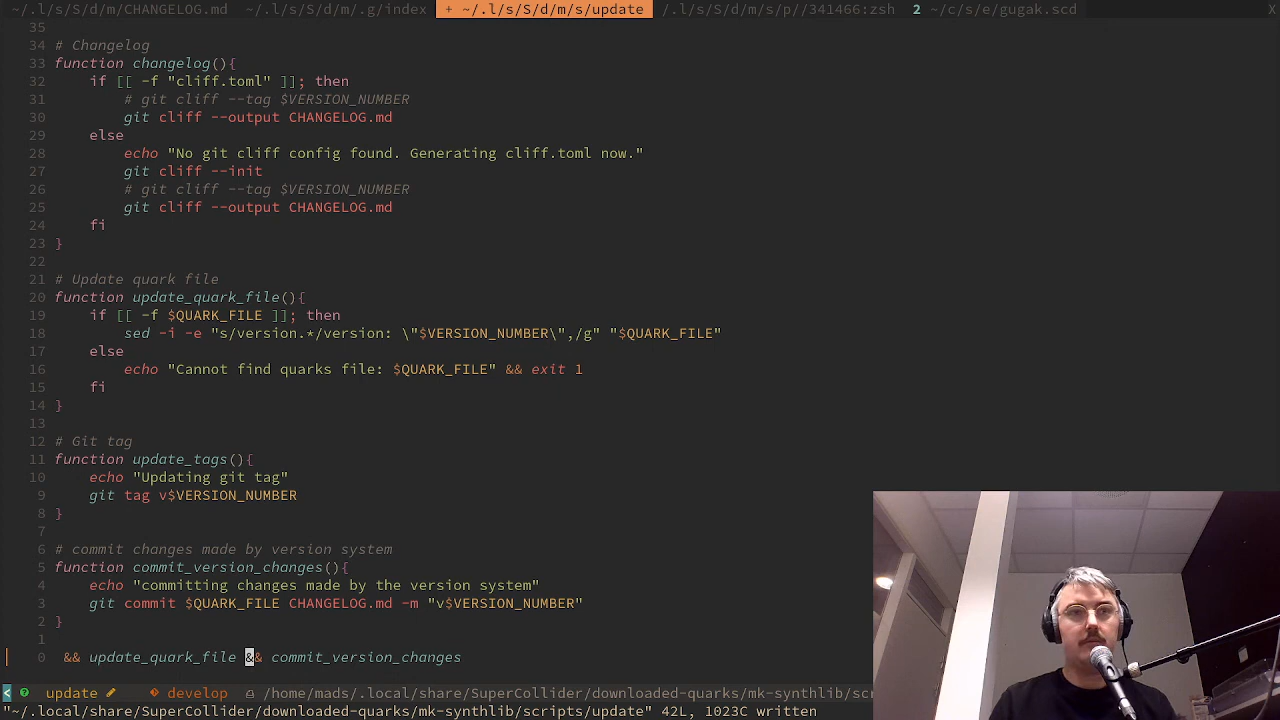 ~/.l/s/S/d/m/CHANGELOG.md ~/.l/s/S/d/m/.g/index + ~/.l/s/S/d/m/s/update /.l/s/S/d/m/s/p//341466:zsh 2 ~/c/s/e/gugak.scd X
35
34 # Changelog
33 function changelog(){
32 if [[ -f "cliff.toml" ]]; then
31 # git cliff --tag $VERSION_NUMBER
30 git cliff --output CHANGELOG.md
29 else
28 echo "No git cliff config found. Generating cliff.toml now."
27 git cliff --init
26 # git cliff --tag $VERSION_NUMBER
25 git cliff --output CHANGELOG.md
24 fi
23 }
22
21 # Update quark file
20 function update_quark_file(){
19 if [[ -f $QUARK_FILE ]]; then
18 sed -i -e "s/version.*/version: \"$VERSION_NUMBER\",/g" "$QUARK_FILE"
17 else
16 echo "Cannot find quarks file: $QUARK_FILE" && exit 1
15 fi
14 }
13
12 # Git tag
11 function update_tags(){
10 echo "Updating git tag"
9 git tag v$VERSION_NUMBER
8 }
7
6 # commit changes made by version system
5 function commit_version_changes(){
4 echo "committing changes made by the version system"
3 git commit $QUARK_FILE CHANGELOG.md -m "v$VERSION_NUMBER"
2 }
1
0 && update_quark_file && commit_version_changes
< ? update develop /home/mads/.local/share/SuperCollider/downloaded-quarks/mk-synthlib/scr
"~/.local/share/SuperCollider/downloaded-quarks/mk-synthlib/scripts/update" 42L, 1023C written